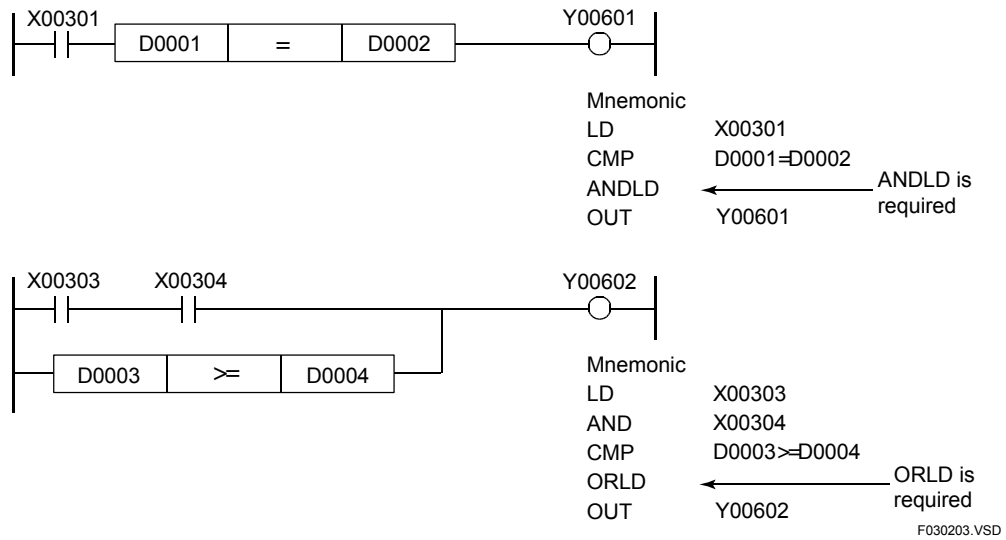 X00301 Y00601
D0001 = D0002
Mnemonic
LD X00301
CMP D0001=D0002
ANDLD
ANDLD is
required
OUT Y00601
X00303 X00304 Y00602
D0003 >= D0004
Mnemonic
LD X00303
AND X00304
CMP D0003>=D0004
ORLD
ORLD is
required
OUT Y00602
F030203.VSD